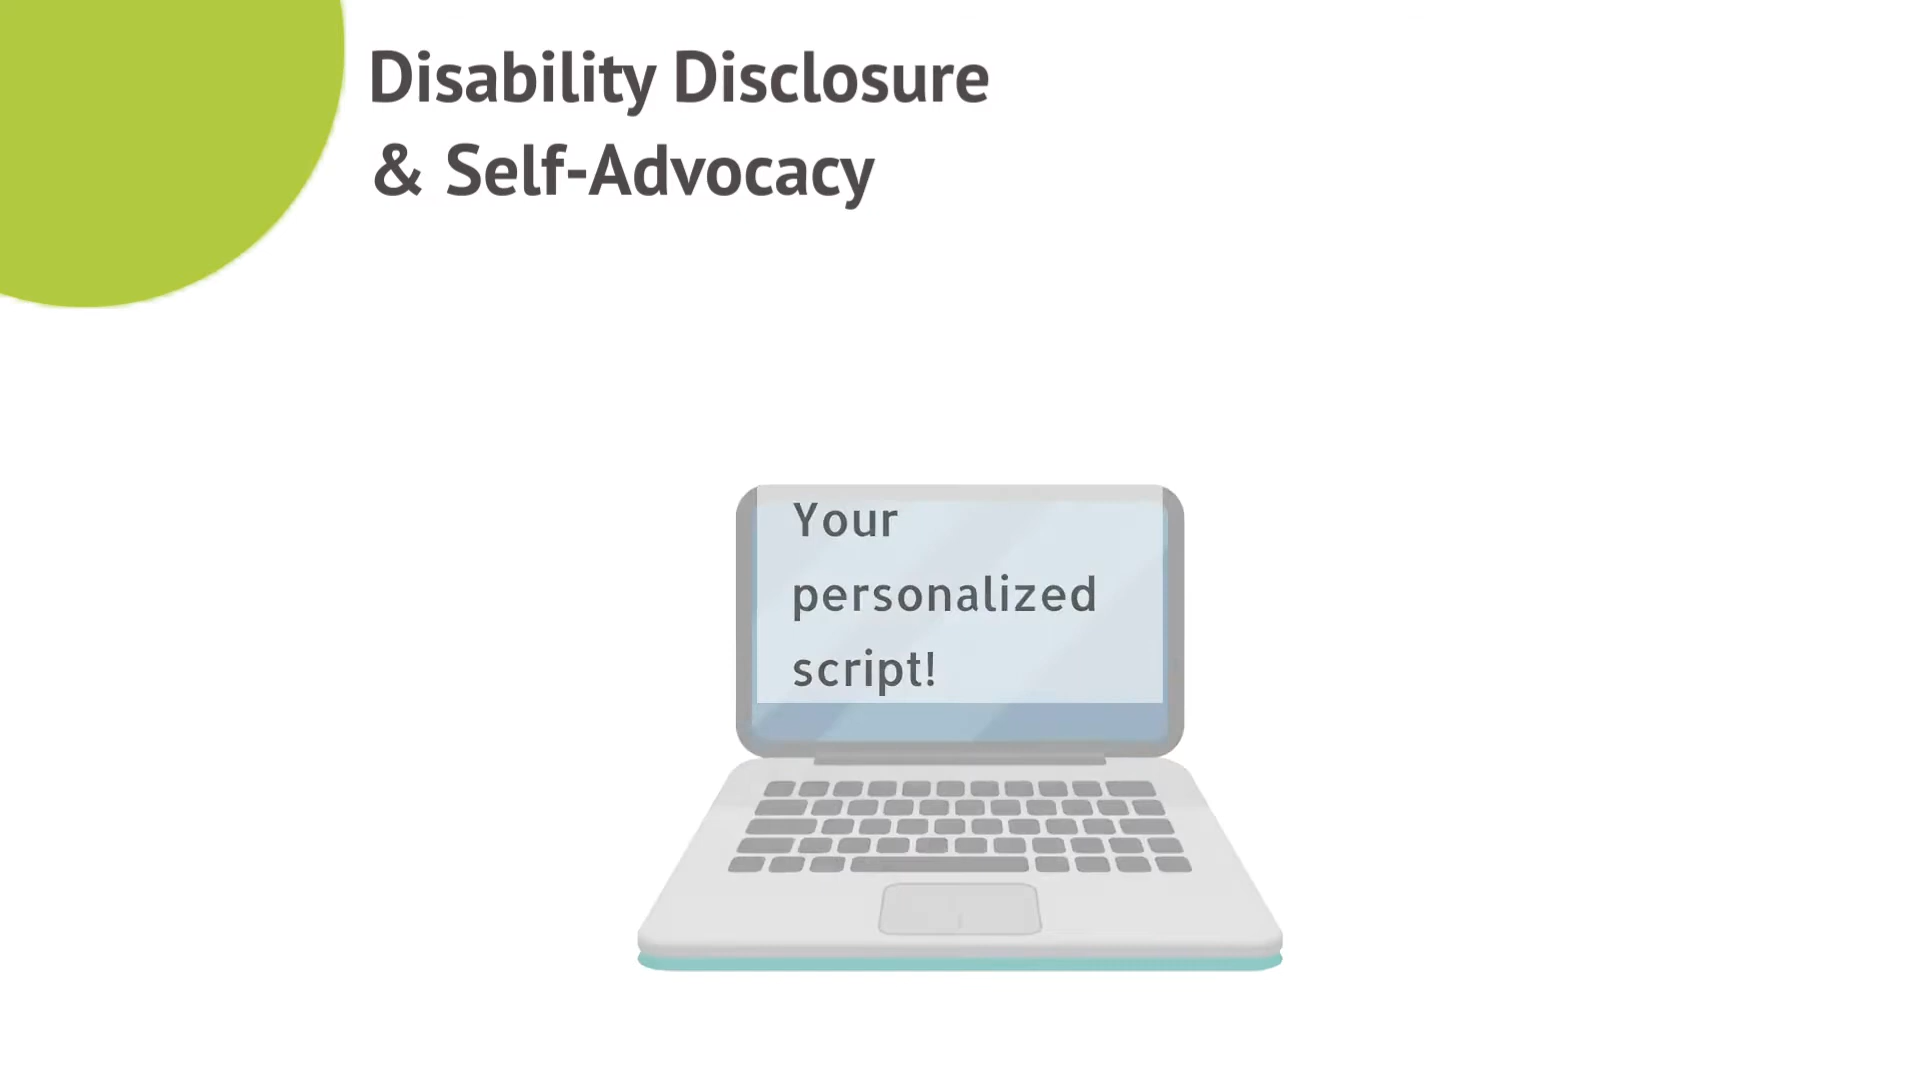 Disability Disclosure
& Self-Advocacy
Your
personalized
script!